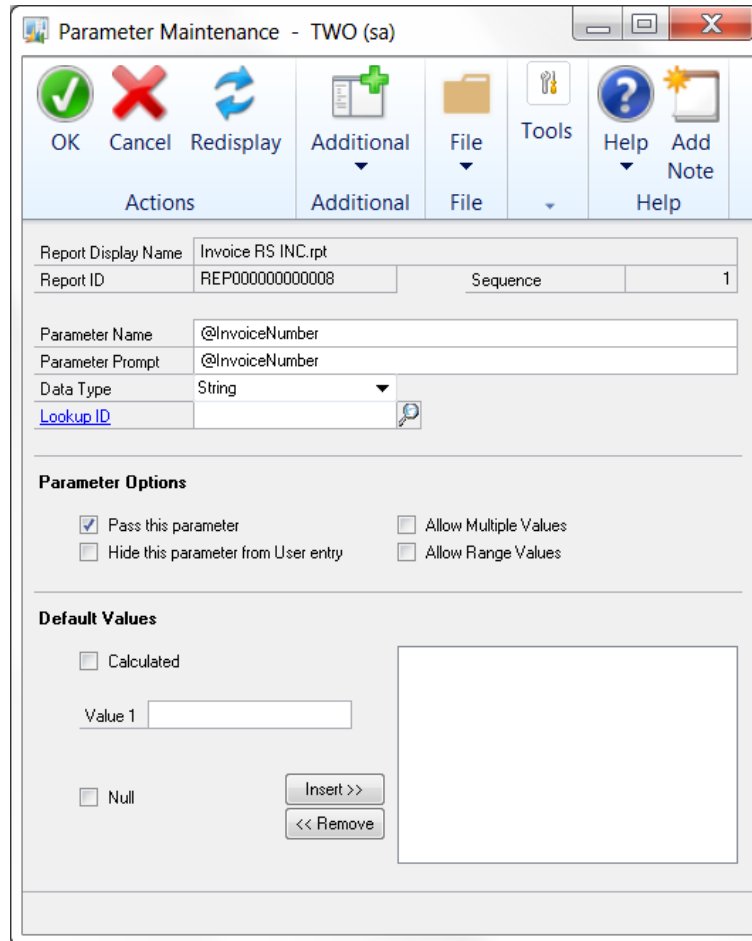 Parameter Maintenance - TWO (sa)
OK Cancel Redisplay Additional File Tools Help Add Note
Actions Additional File Help
Report Display Name Invoice RS INC.rpt
Report ID REP000000000008 Sequence 1
Parameter Name @InvoiceNumber
Parameter Prompt @InvoiceNumber
Data Type String
Lookup ID
Parameter Options
Pass this parameter Allow Multiple Values
Hide this parameter from User entry Allow Range Values
Default Values
Calculated
Value 1
Null Insert >>
<< Remove